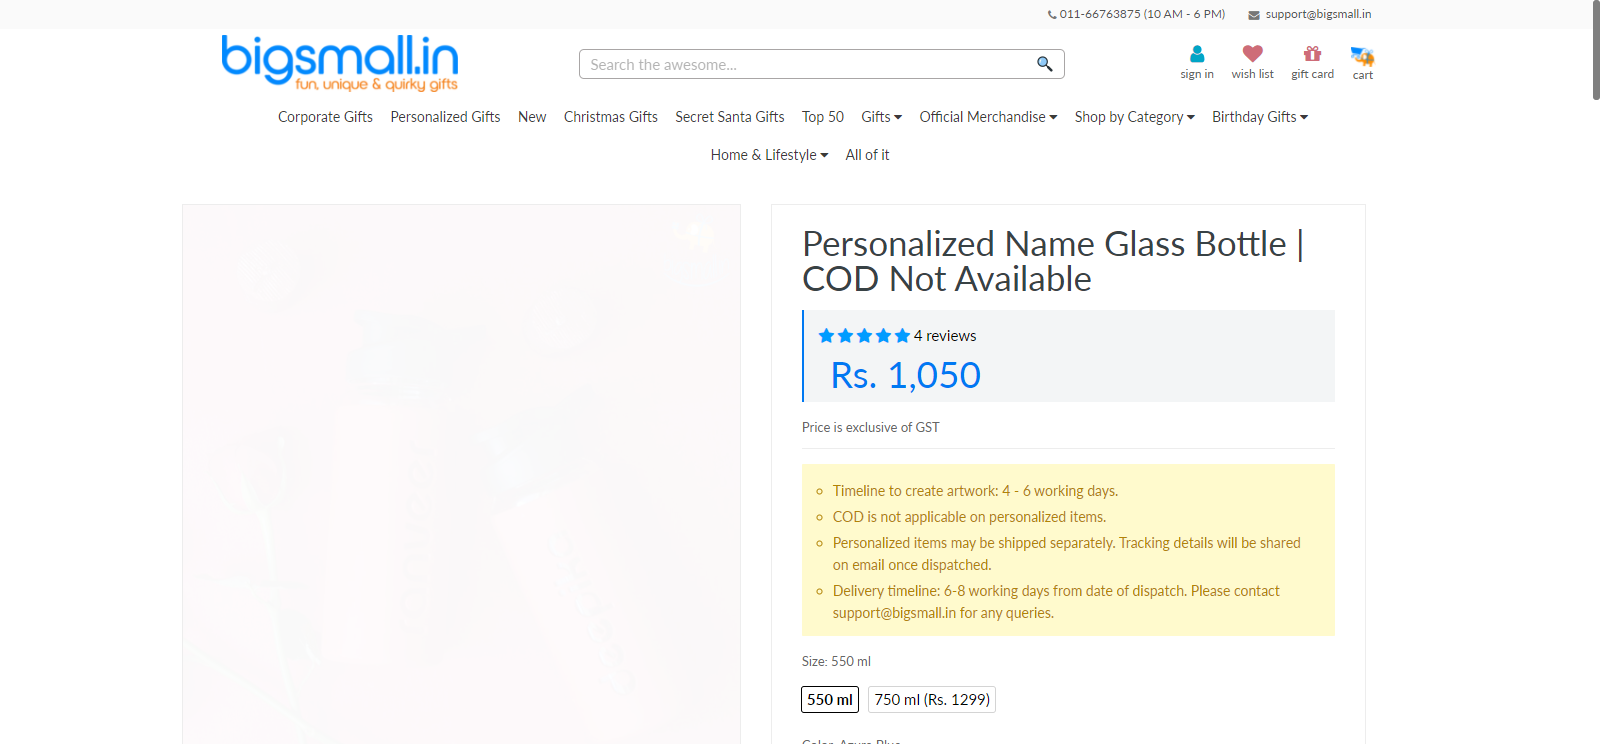 011-66763875 (10 AM - 6 PM) support@bigsmall.in
bigsmall.in
fun, unique & quirky gifts
Search the awesome...
sign in wish list gift card cart
Corporate Gifts Personalized Gifts New Christmas Gifts Secret Santa Gifts Top 50 Gifts Official Merchandise Shop by Category Birthday Gifts
Home & Lifestyle All of it
Personalized Name Glass Bottle |
COD Not Available
4 reviews
Rs. 1,050
Price is exclusive of GST
Timeline to create artwork: 4 - 6 working days.
COD is not applicable on personalized items.
Personalized items may be shipped separately. Tracking details will be shared
on email once dispatched.
Delivery timeline: 6-8 working days from date of dispatch. Please contact
support@bigsmall.in for any queries.
Size: 550 ml
550 ml 750 ml (Rs. 1299)
Color: Azure Blue